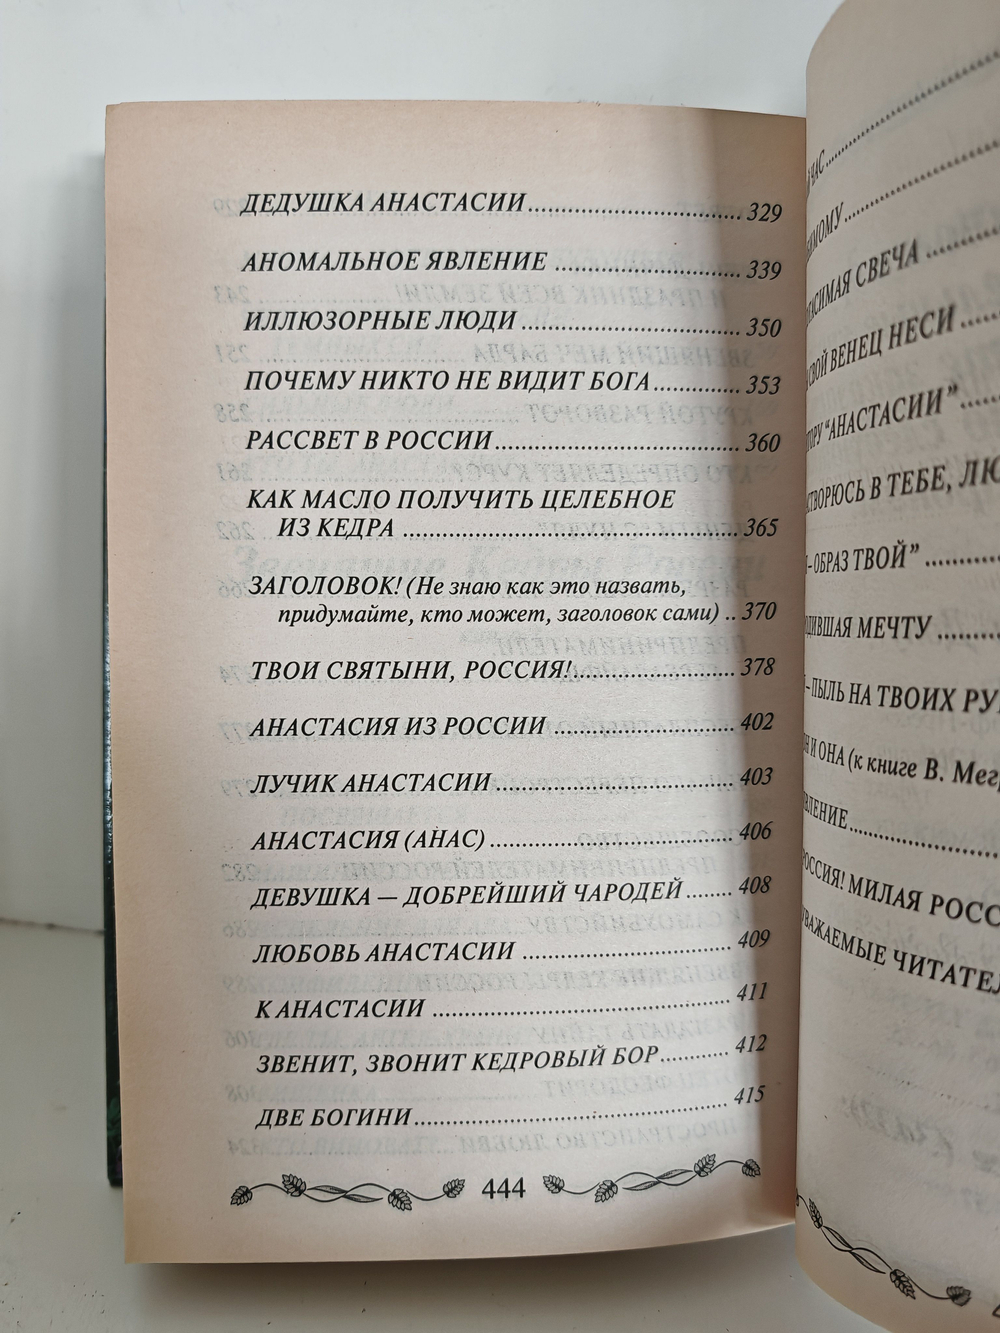 ДЕДУШКА АНАСТАСИИ........................ 329
АНОМАЛЬНОЕ ЯВЛЕНИЕ ..................... 339
ИЛЛЮЗОРНЫЕ ЛЮДИ......................... 350
ПОЧЕМУ НИКТО НЕ ВИДИТ БОГА........... 353
РАССВЕТ В РОССИИ........................... 360
КАК МАСЛО ПОЛУЧИТЬ ЦЕЛЕБНОЕ
ИЗ КЕДРА ..................................... 365
ЗАГОЛОВОК! (Не знаю как это назвать,
придумайте, кто может, заголовок сами) .. 370
ТВОИ СВЯТЫНИ, РОССИЯ!.................. 378
АНАСТАСИЯ ИЗ РОССИИ ..................... 402
ЛУЧИК АНАСТАСИИ........................... 403
АНАСТАСИЯ (АНАС)........................... 406
ДЕВУШКА — ДОБРЕЙШИЙ ЧАРОДЕЙ ....... 408
ЛЮБОВЬ АНАСТАСИИ ........................ 409
К АНАСТАСИИ ................................. 411
ЗВЕНИТ, ЗВОНИТ КЕДРОВЫЙ БОР.......... 412
ДВЕ БОГИНИ.................................... 415
444
ЧАС
СВЕЧА
СВОЙ ВЕНЕЦ НЕСИ
"АНАСТАСИИ"
В ТЕБЕ,
– ОБРАЗ ТВОЙ"
МЕЧТУ
– ПЫЛЬ НА ТВОИХ
И ОНА (к книге В.
РОССИЯ! МИЛАЯ
УВАЖАЕМЫЕ